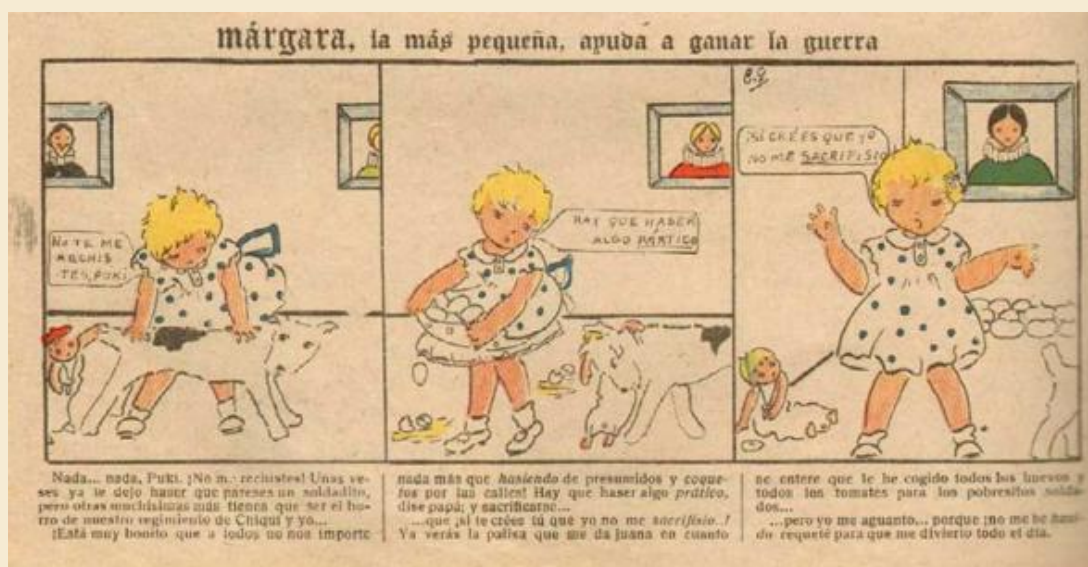 márgara, la más pequeña, ayuda a ganar la guerra
NO TE ME
RECHIS
TES, PUKI
HAY QUE HASER
ALGO PRÁTICO
¡SI CRÉES QUE YO
NO ME SACRIFISIO
Nada... nada, Puki. ¡No me rechistes! Unas ve-
ses ya te dejo haser que pareses un soldadito,
pero otras muchísimas más tienes que ser el bu-
rro de nuestro regimiento de Chiqui y yo...
¡Está muy bonito que a todos no nos importe
nada más que hasiendo de presumidos y coque-
tos por las calles! Hay que haser algo prático,
dise papá; y sacrificarse...
...que ¡si te crées tú que yo no me sacrifisio..!
Ya verás la paliza que me da juana en cuanto
se entere que le he cogido todos los huevos y
todos los tomates para los pobresitos solda-
dos...
...pero yo me aguanto... porque ¡no me he hasi-
do requeté para que me divierto todo el día.